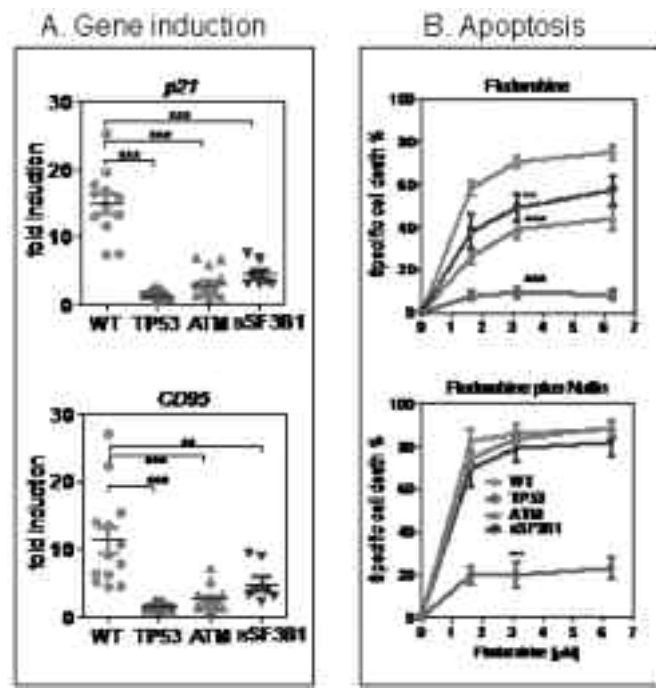 A. Gene induction
B. Apoptosis
p21
***
***
***
fold induction
30
20
10
0
WT TP53 ATM sSF3B1
CD95
**
***
***
fold induction
30
20
10
0
WT TP53 ATM sSF3B1
Fludarabine
Specific cell death %
100
80
60
40
20
0
***
***
0 1 2 3 4 5 6 7
Fludarabine plus Nutlin
Specific cell death %
100
80
60
40
20
0
WT
TP53
ATM
sSF3B1
0 1 2 3 4 5 6 7
Fludarabine [µM]